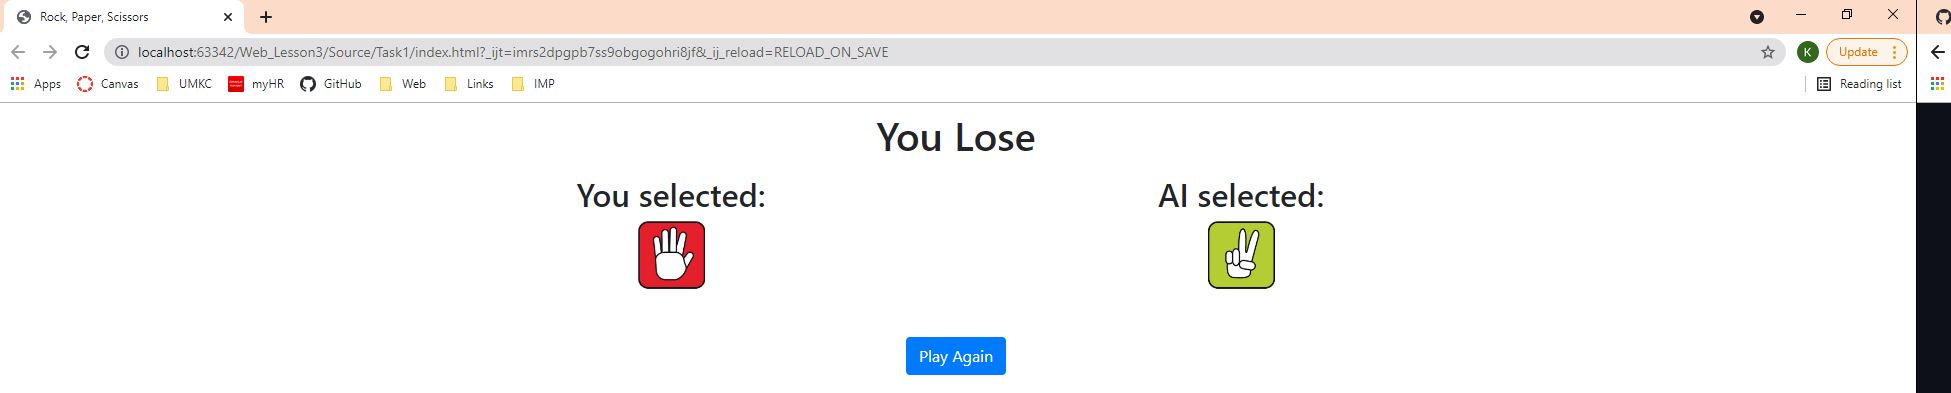 Rock, Paper, Scissors
localhost:63342/Web_Lesson3/Source/Task1/index.html?_ijt=imrs2dpgpb7ss9obgogohri8jf&_ij_reload=RELOAD_ON_SAVE
K
Update
Apps
Canvas
UMKC
myHR
GitHub
Web
Links
IMP
Reading list
You Lose
You selected:
AI selected:
Play Again